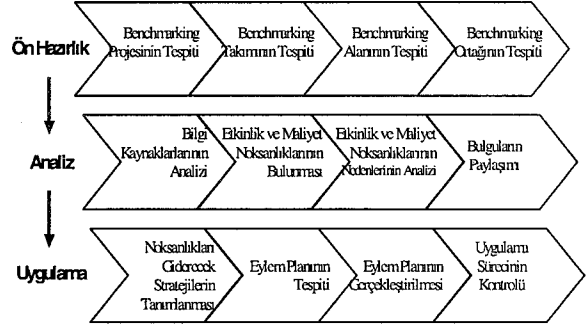 Ön Hazırlık
Benchmarking
Projesinin Tespiti
Benchmarking
Takımının Tespiti
Benchmarking
Alanının Tespiti
Benchmarking
Ortağının Tespiti
Analiz
Bilgi
Kaynaklarlarının
Analizi
Etkinlik ve Maliyet
Noksanlıklarının
Bulunması
Etkinlik ve Maliyet
Noksanlıklarının
Nedenlerinin Analizi
Bulguların
Paylaşımı
Uygulama
Noksanlıkları
Giderecek
Stratejilerin
Tanımlanması
Eylem Planının
Tespiti
Eylem Planının
Gerçekleştirilmesi
Uygulama
Sürecinin
Kontrolü